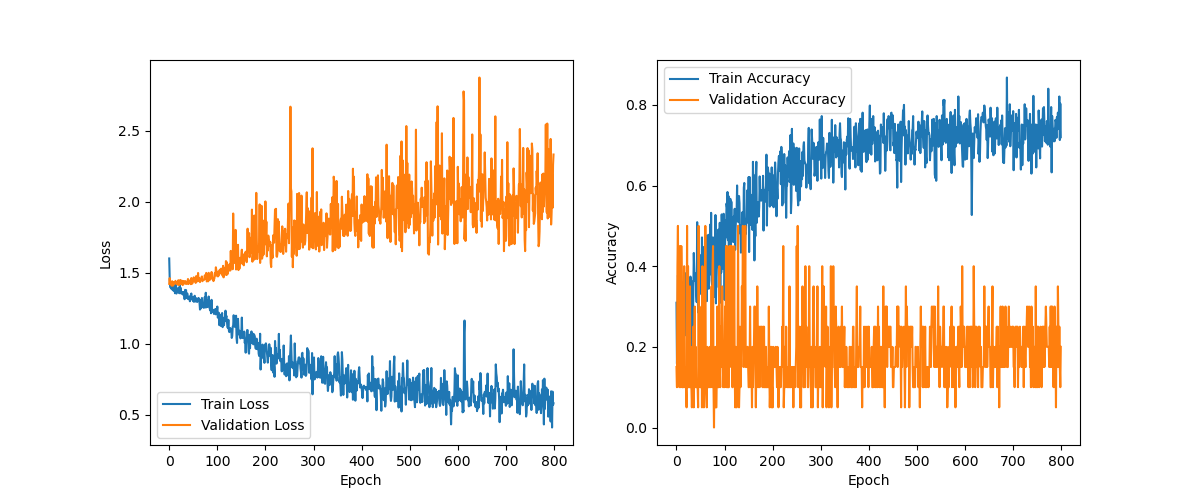 2.5
2.0
1.5
1.0
0.5
Loss
Train Loss
Validation Loss
0 100 200 300 400 500 600 700 800
Epoch
Train Accuracy
Validation Accuracy
0.8
0.6
0.4
0.2
0.0
Accuracy
0 100 200 300 400 500 600 700 800
Epoch